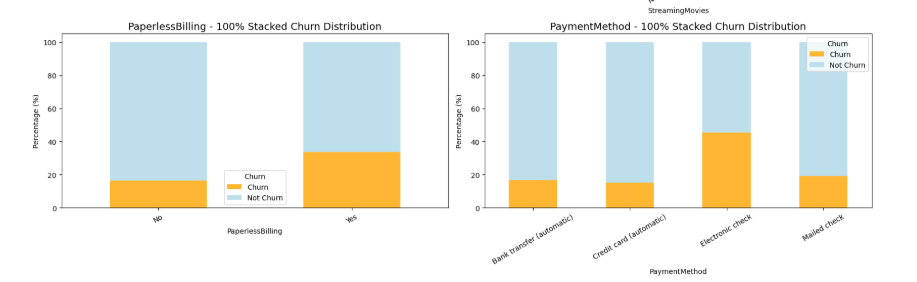 StreamingMovies
PaperlessBilling - 100% Stacked Churn Distribution
100
80
60
40
20
0
Percentage (%)
Churn
Churn
Not Churn
No
Yes
PaperlessBilling
PaymentMethod - 100% Stacked Churn Distribution
100
80
60
40
20
0
Percentage (%)
Churn
Churn
Not Churn
Bank transfer (automatic)
Credit card (automatic)
Electronic check
Mailed check
PaymentMethod